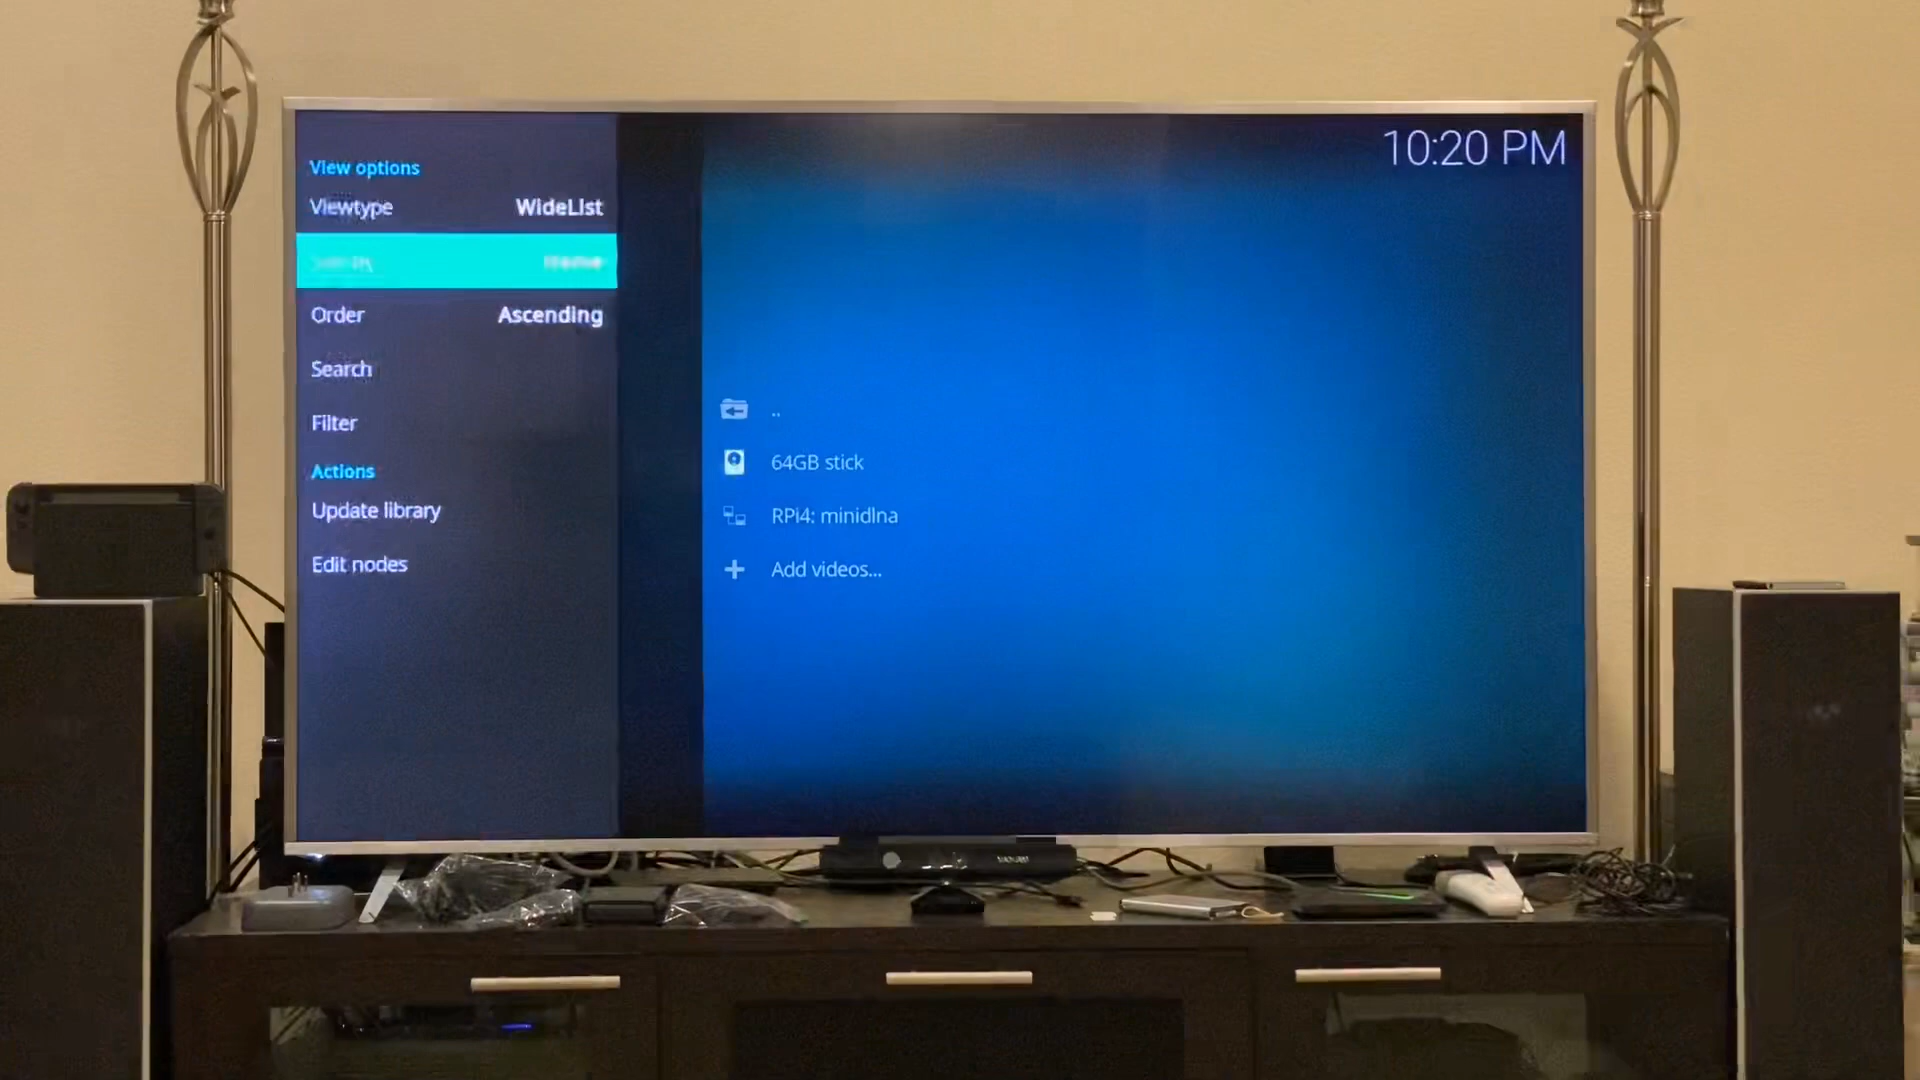 10:20 PM
View options
Viewtype WideList
Order Ascending
Search
Filter
Actions
Update library
Edit nodes
..
64GB stick
RPi4: minidlna
Add videos...